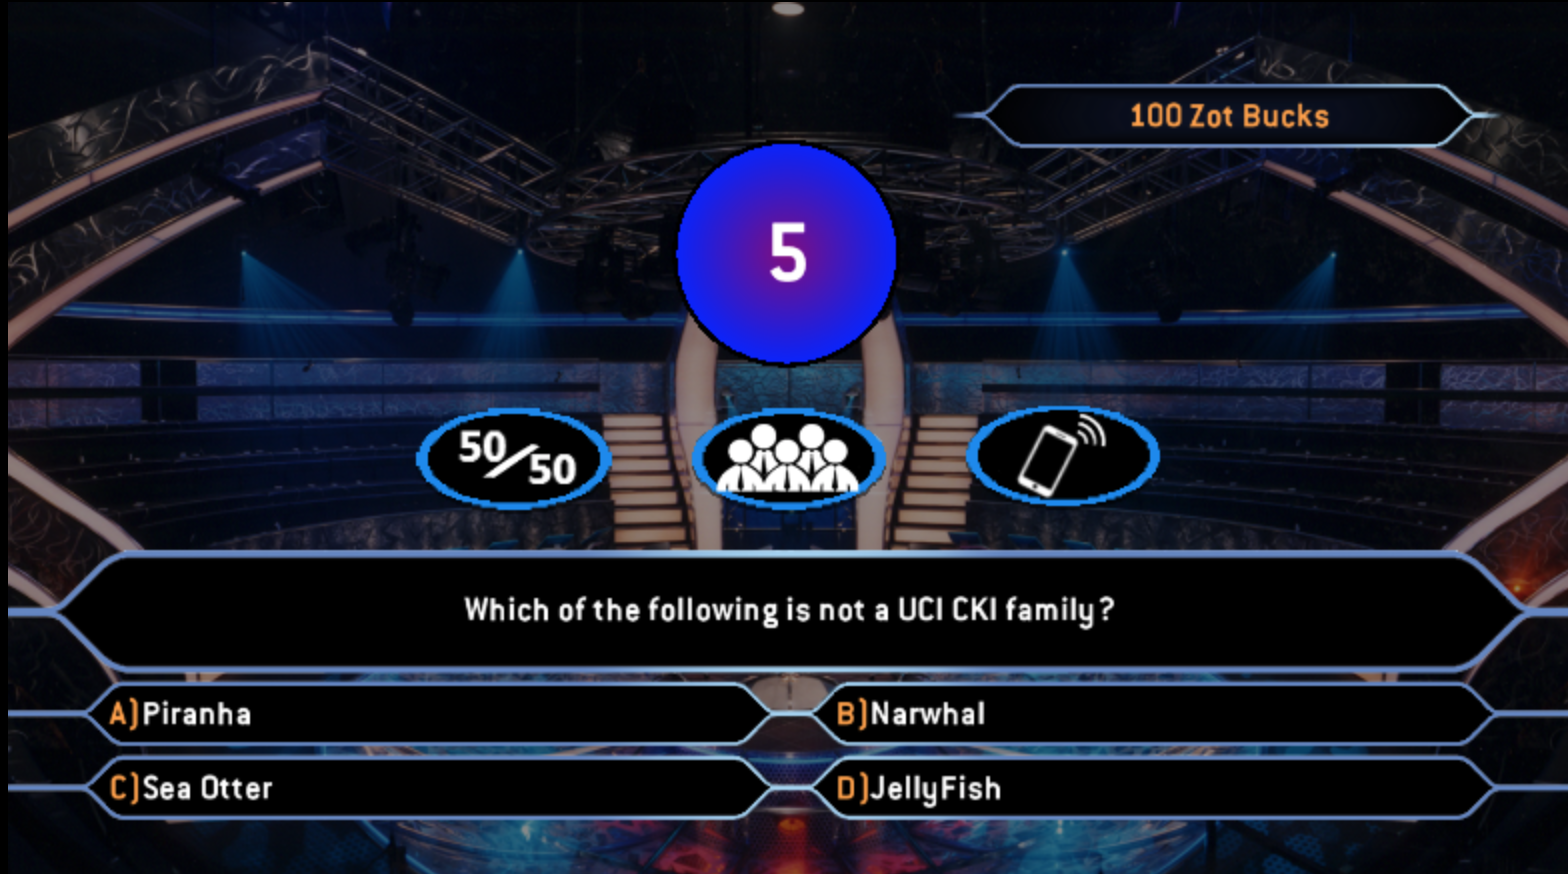 100 Zot Bucks
5
50/50
Which of the following is not a UCI CKI family?
A)Piranha
B)Narwhal
C)Sea Otter
D)JellyFish